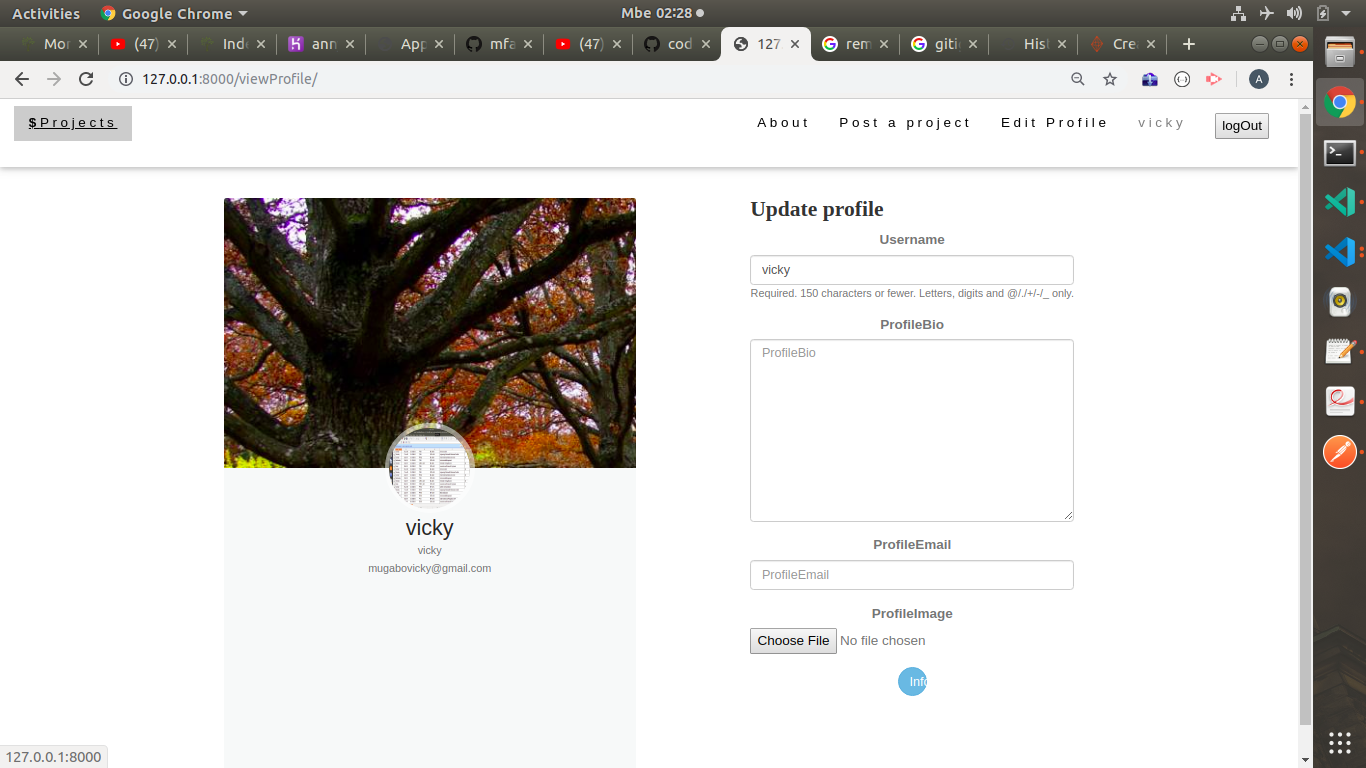 Activities
Google Chrome
Mbe 02:28
Mor
(47)
Inde
ann
App
mfa
(47)
cod
127
rem
Hist
Crea
127.0.0.1:8000/viewProfile/
A
$Projects
About
Post a project
Edit Profile
vicky
logOut
Update profile
Username
vicky
Required. 150 characters or fewer. Letters, digits and @/./+/-/_ only.
ProfileBio
ProfileBio
vicky
vicky
mugabovicky@gmail.com
ProfileEmail
ProfileEmail
ProfileImage
Choose File No file chosen
Info
127.0.0.1:8000